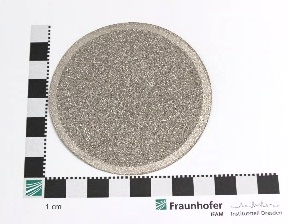 1 cm
Fraunhofer
IFAM
Institutsteil Dresden